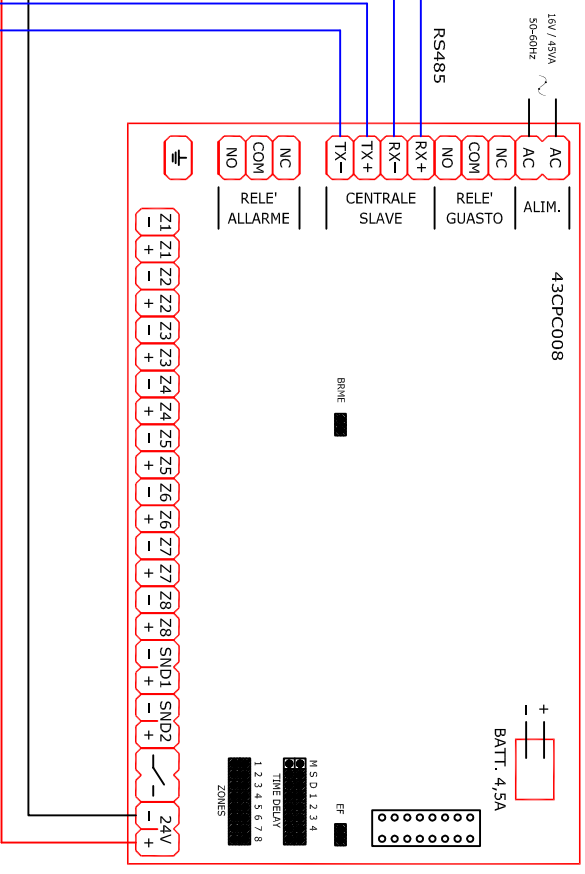 16V / 45VA
50-60Hz
RS485
NO
COM
NC
TX-
TX+
RX-
RX+
NO
COM
NC
AC
AC
RELE'
ALLARME
CENTRALE
SLAVE
RELE'
GUASTO
ALIM.
43CPC008
- Z1
+ Z1
- Z2
+ Z2
- Z3
+ Z3
- Z4
+ Z4
- Z5
+ Z5
- Z6
+ Z6
- Z7
+ Z7
- Z8
+ Z8
- SND1 +
- SND2 +
- 24V +
BRME
- +
BATT. 4,5A
1 2 3 4 5 6 7 8
ZONES
M S D 1 2 3 4
TIME DELAY
EF